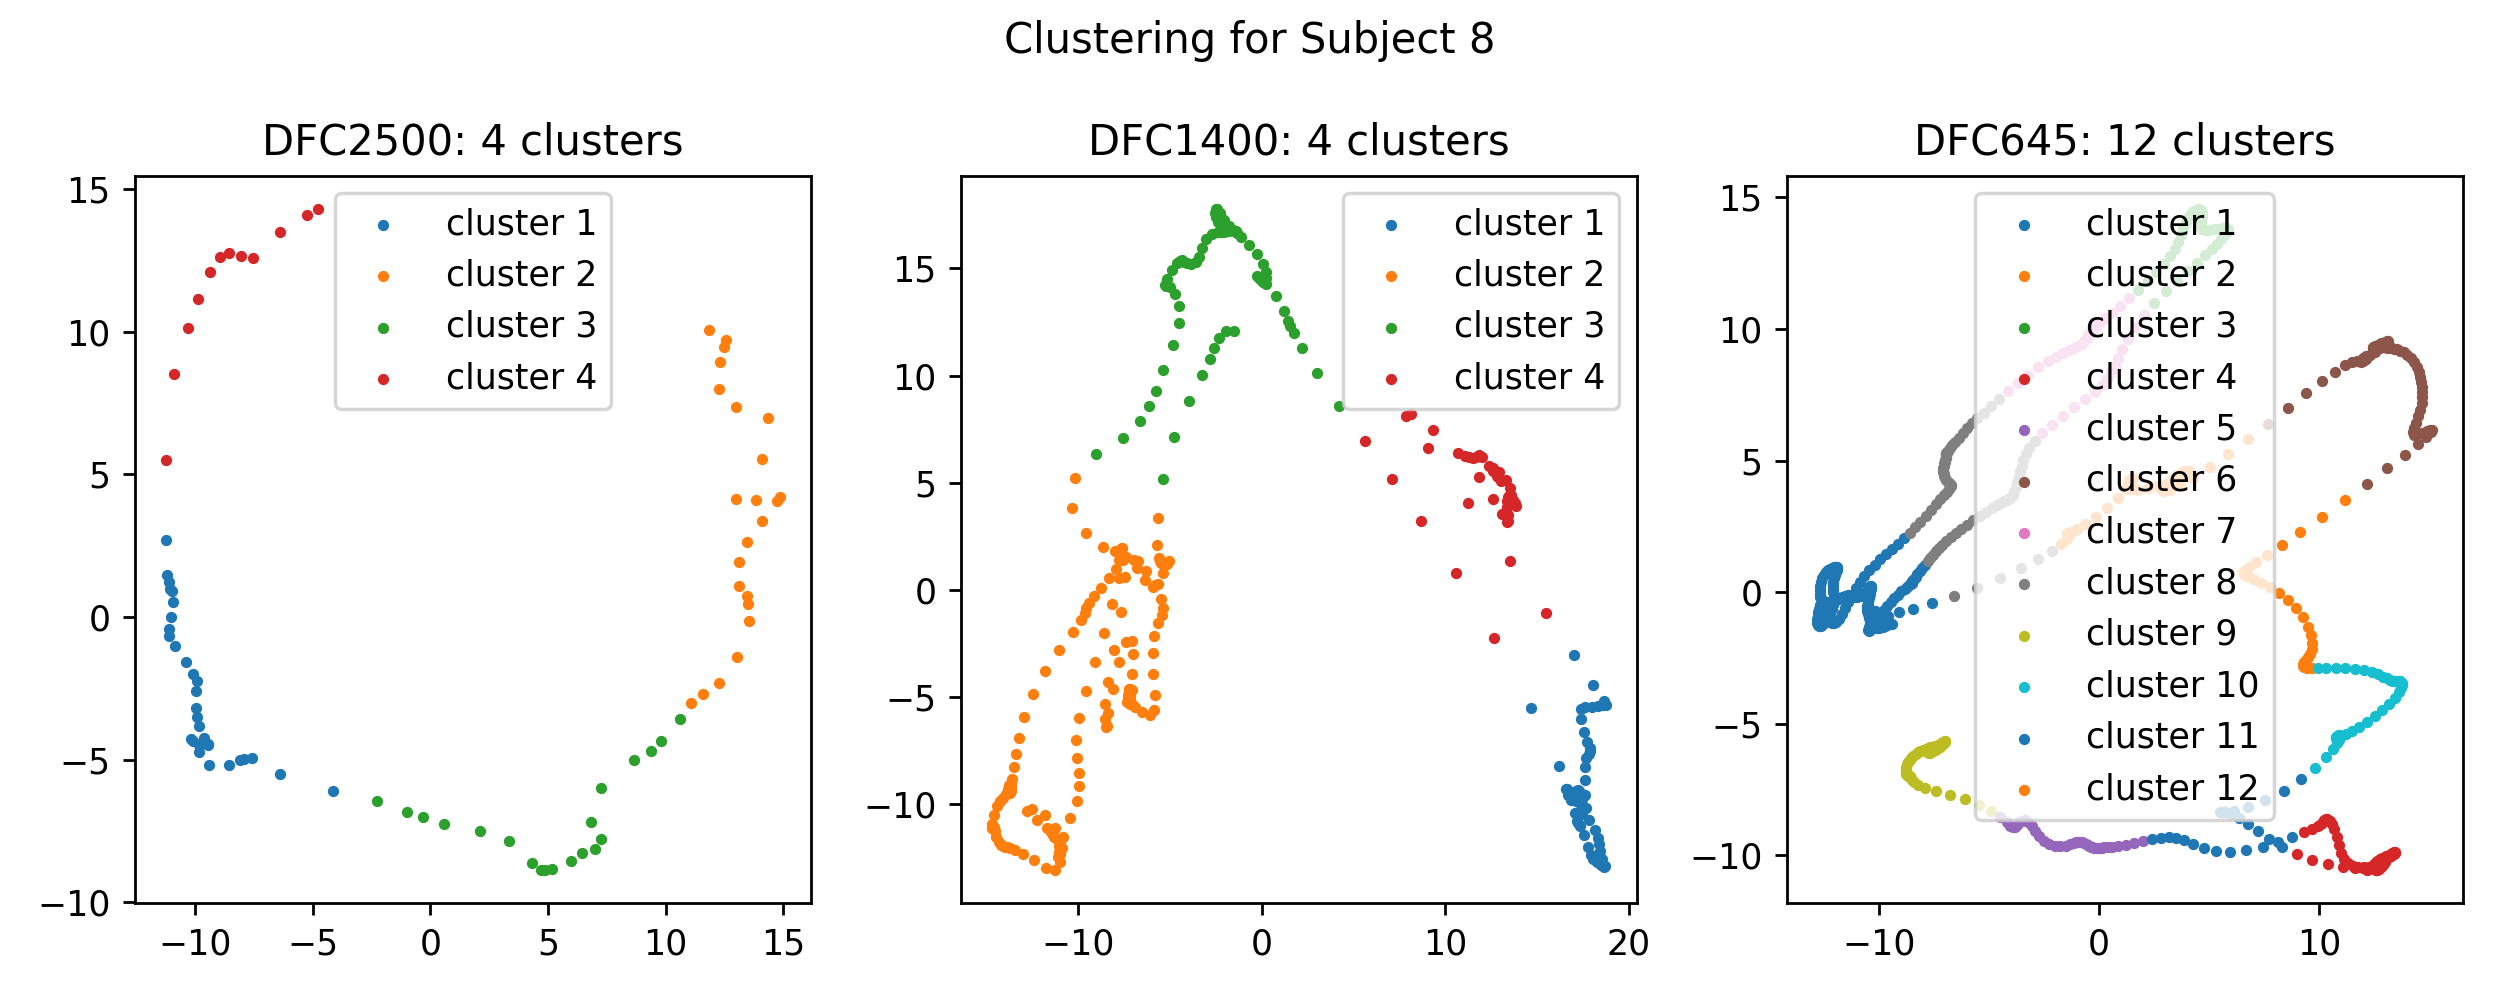 Clustering for Subject 8
DFC2500: 4 clusters
15
10
5
0
−5
−10
−10 −5 0 5 10 15
cluster 1
cluster 2
cluster 3
cluster 4
DFC1400: 4 clusters
15
10
5
0
−5
−10
−10 0 10 20
cluster 1
cluster 2
cluster 3
cluster 4
DFC645: 12 clusters
15
10
5
0
−5
−10
−10 0 10
cluster 1
cluster 2
cluster 3
cluster 4
cluster 5
cluster 6
cluster 7
cluster 8
cluster 9
cluster 10
cluster 11
cluster 12